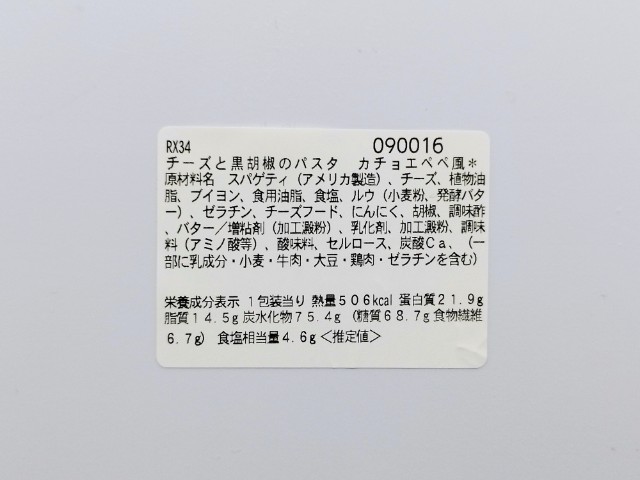 RX34 090016
チーズと黒胡椒のパスタ カチョエペペ風＊
原材料名 スパゲティ（アメリカ製造）、チーズ、植物油
脂、ブイヨン、食用油脂、食塩、ルウ（小麦粉、発酵バタ
ー）、ゼラチン、チーズフード、にんにく、胡椒、調味酢
、バター／増粘剤（加工澱粉）、乳化剤、加工澱粉、調味
料（アミノ酸等）、酸味料、セルロース、炭酸Ｃａ、（一
部に乳成分・小麦・牛肉・大豆・鶏肉・ゼラチンを含む）
栄養成分表示 １包装当り 熱量５０６kcal 蛋白質２１.９g
脂質１４.５g 炭水化物７５.４g（糖質６８.７g 食物繊維
６.７g） 食塩相当量４.６g＜推定値＞